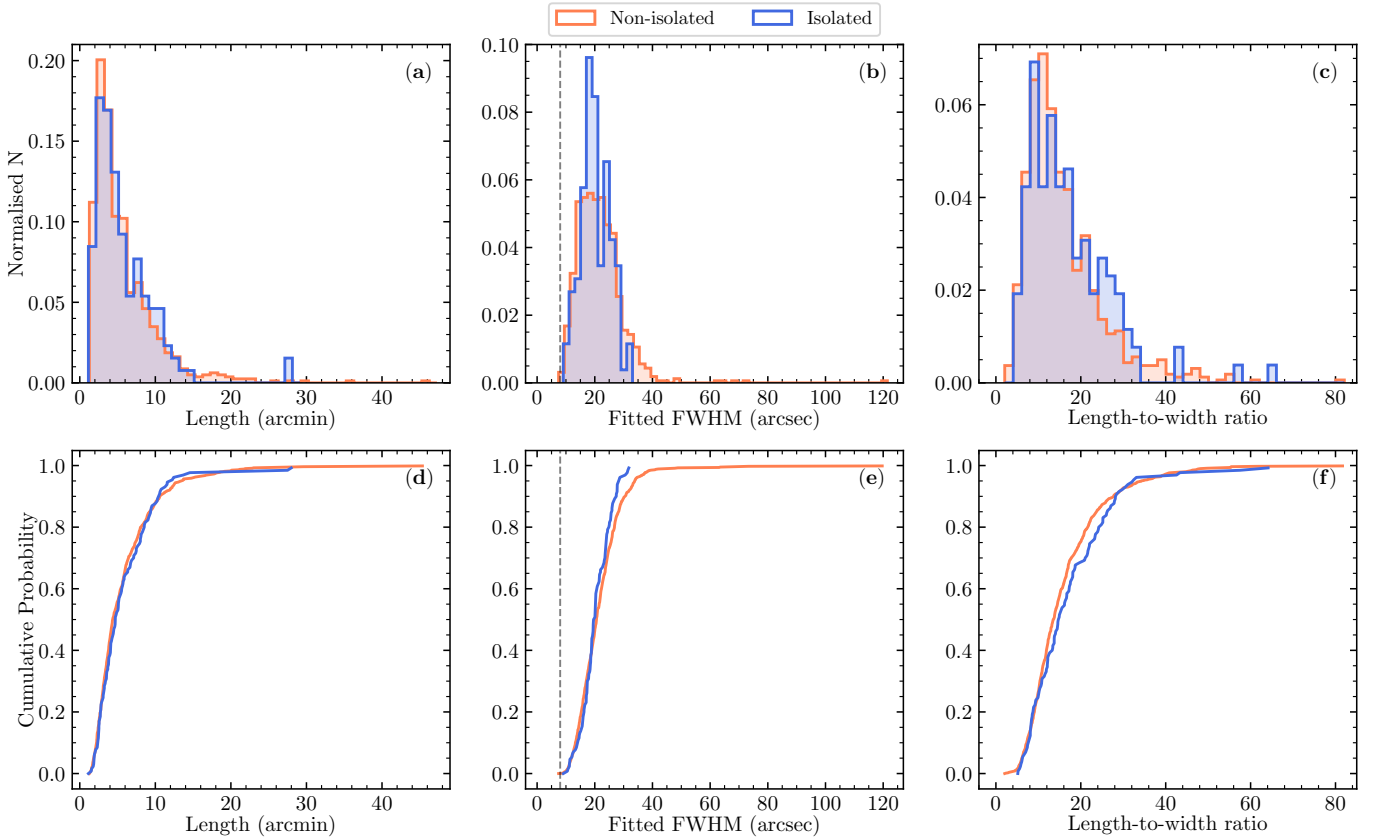 Non-isolated Isolated
0.20
0.15
0.10
0.05
0.00
Normalised N
(a)
0 10 20 30 40
Length (arcmin)
0.10
0.08
0.06
0.04
0.02
0.00
(b)
0 20 40 60 80 100 120
Fitted FWHM (arcsec)
0.06
0.04
0.02
0.00
(c)
0 20 40 60 80
Length-to-width ratio
1.0
0.8
0.6
0.4
0.2
0.0
Cumulative Probability
(d)
0 10 20 30 40
Length (arcmin)
1.0
0.8
0.6
0.4
0.2
0.0
(e)
0 20 40 60 80 100 120
Fitted FWHM (arcsec)
1.0
0.8
0.6
0.4
0.2
0.0
(f)
0 20 40 60 80
Length-to-width ratio